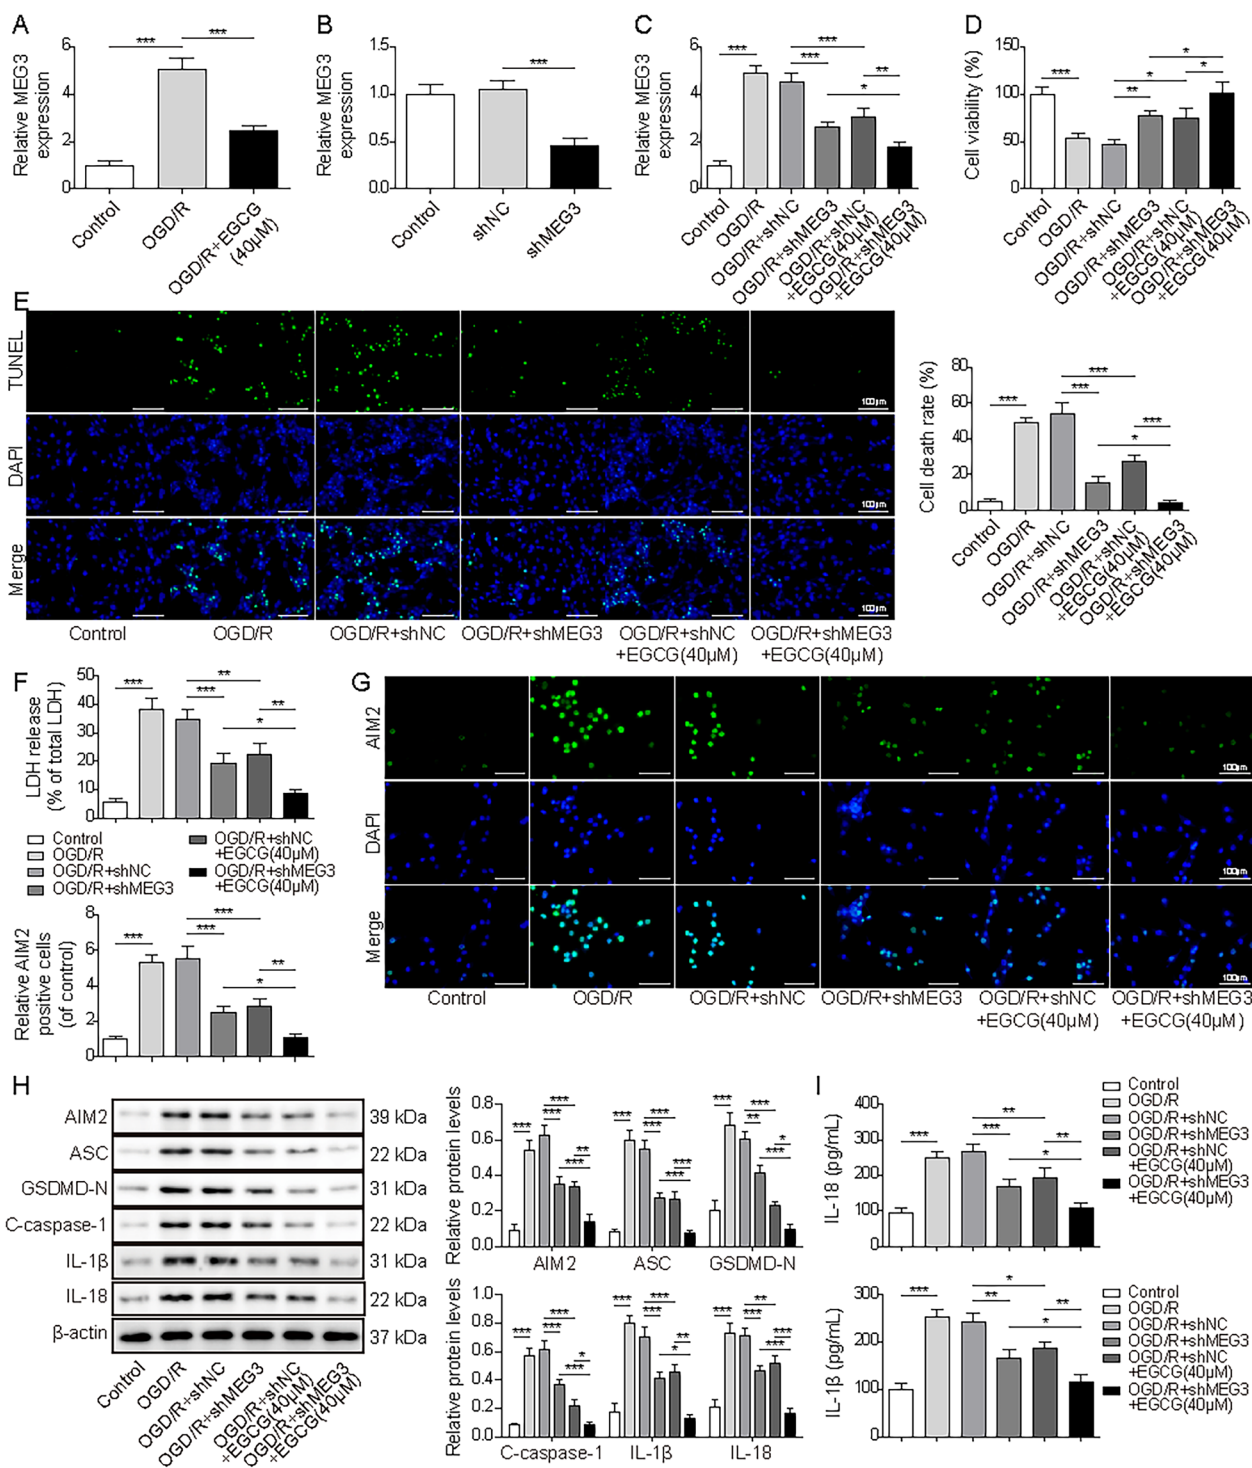 A
Relative MEG3
expression
6
4
2
0
***
***
Control
OGD/R
OGD/R+EGCG
(40μM)
B
Relative MEG3
expression
1.5
1.0
0.5
0.0
***
Control
shNC
shMEG3
C
Relative MEG3
expression
6
4
2
0
***
***
***
**
*
Control
OGD/R
OGD/R+shNC
OGD/R+shMEG3
OGD/R+shNC
+EGCG(40μM)
OGD/R+shMEG3
+EGCG(40μM)
D
Cell viability (%)
150
100
50
0
***
*
*
**
*
Control
OGD/R
OGD/R+shNC
OGD/R+shMEG3
OGD/R+shNC
+EGCG(40μM)
OGD/R+shMEG3
+EGCG(40μM)
E
TUNEL
DAPI
Merge
100μm
100μm
100μm
Control
OGD/R
OGD/R+shNC
OGD/R+shMEG3
OGD/R+shNC
+EGCG(40μM)
OGD/R+shMEG3
+EGCG(40μM)
Cell death rate (%)
80
60
40
20
0
***
***
***
***
*
Control
OGD/R
OGD/R+shNC
OGD/R+shMEG3
OGD/R+shNC
+EGCG(40μM)
OGD/R+shMEG3
+EGCG(40μM)
F
LDH release
(% of total LDH)
50
40
30
20
10
0
***
**
***
**
*
Control
OGD/R
OGD/R+shNC
OGD/R+shMEG3
OGD/R+shNC
+EGCG(40μM)
OGD/R+shMEG3
+EGCG(40μM)
Relative AIM2
positive cells
(of control)
8
6
4
2
0
***
***
***
**
*
G
AIM2
DAPI
Merge
100μm
100μm
100μm
Control
OGD/R
OGD/R+shNC
OGD/R+shMEG3
OGD/R+shNC
+EGCG(40μM)
OGD/R+shMEG3
+EGCG(40μM)
H
AIM2
39 kDa
ASC
22 kDa
GSDMD-N
31 kDa
C-caspase-1
22 kDa
IL-1β
31 kDa
IL-18
22 kDa
β-actin
37 kDa
Control
OGD/R
OGD/R+shNC
OGD/R+shMEG3
OGD/R+shNC
+EGCG(40μM)
OGD/R+shMEG3
+EGCG(40μM)
Relative protein levels
0.8
0.6
0.4
0.2
0.0
***
***
***
**
***
***
***
***
***
***
***
***
**
*
***
AIM2
ASC
GSDMD-N
Relative protein levels
1.0
0.8
0.6
0.4
0.2
0.0
***
***
***
*
***
***
***
***
**
*
***
**
***
***
***
C-caspase-1
IL-1β
IL-18
I
IL-18 (pg/mL)
400
300
200
100
0
***
**
***
**
*
Control
OGD/R
OGD/R+shNC
OGD/R+shMEG3
OGD/R+shNC
+EGCG(40μM)
OGD/R+shMEG3
+EGCG(40μM)
IL-1β (pg/mL)
300
200
100
0
***
*
**
**
*
Control
OGD/R
OGD/R+shNC
OGD/R+shMEG3
OGD/R+shNC
+EGCG(40μM)
OGD/R+shMEG3
+EGCG(40μM)